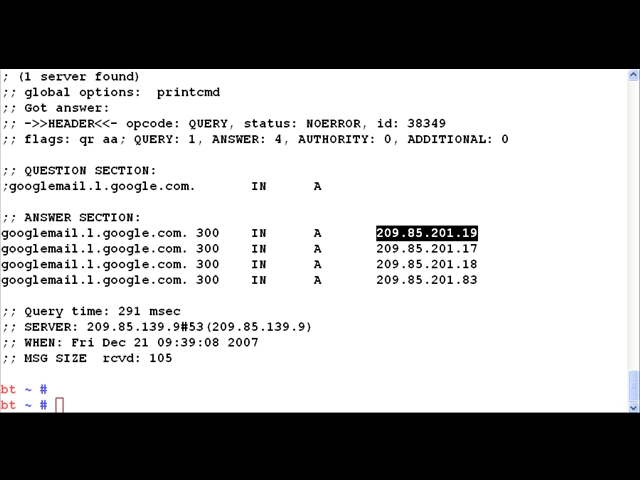 ; (1 server found)
;; global options:  printcmd
;; Got answer:
;; ->>HEADER<<- opcode: QUERY, status: NOERROR, id: 38349
;; flags: qr aa; QUERY: 1, ANSWER: 4, AUTHORITY: 0, ADDITIONAL: 0
;; QUESTION SECTION:
;googlemail.l.google.com. IN A
;; ANSWER SECTION:
googlemail.l.google.com. 300 IN A 209.85.201.19
googlemail.l.google.com. 300 IN A 209.85.201.17
googlemail.l.google.com. 300 IN A 209.85.201.18
googlemail.l.google.com. 300 IN A 209.85.201.83
;; Query time: 291 msec
;; SERVER: 209.85.139.9#53(209.85.139.9)
;; WHEN: Fri Dec 21 09:39:08 2007
;; MSG SIZE  rcvd: 105
bt ~ #
bt ~ #